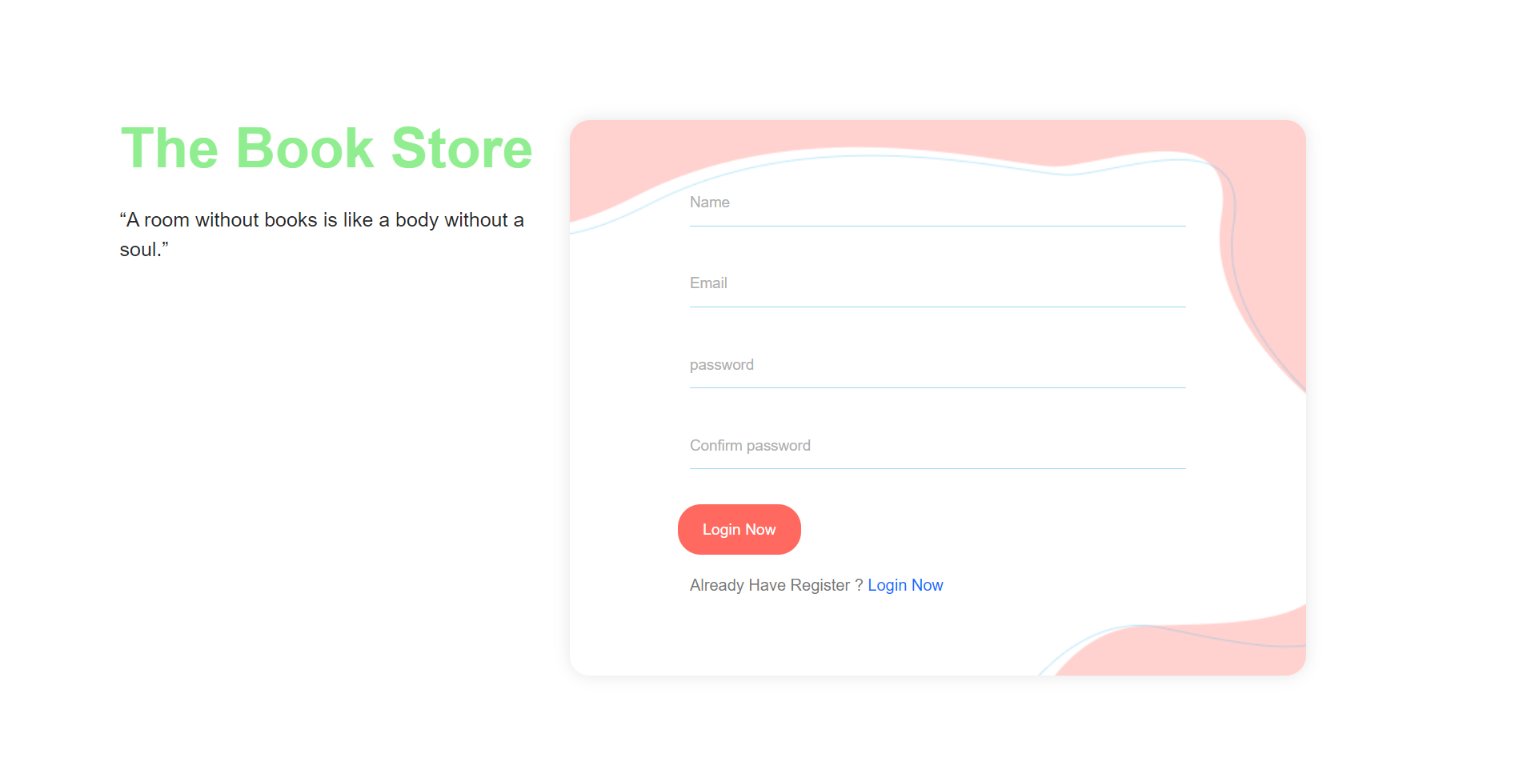 The Book Store
“A room without books is like a body without a
soul.”
Name
Email
password
Confirm password
Login Now
Already Have Register ? Login Now